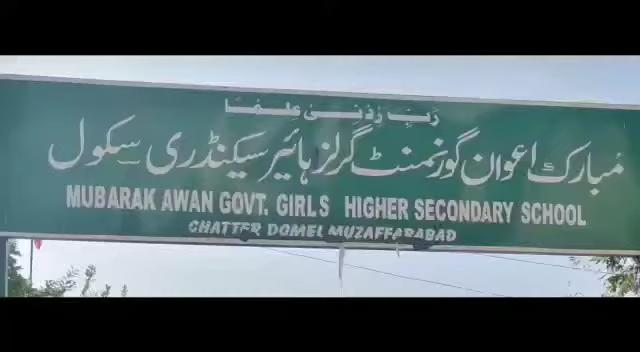 رَبِّ زِدْنِی عِلْمًا
مُبارک اعوان گورنمنٹ گرلز ہائیر سیکنڈری سکول
MUBARAK AWAN GOVT. GIRLS HIGHER SECONDARY SCHOOL
CHATTER DOMEL MUZAFFARABAD